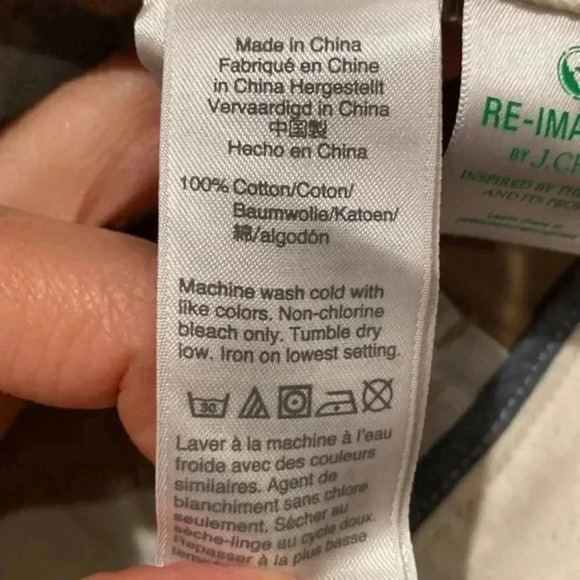 Made in China
Fabriqué en Chine
in China Hergestellt
Vervaardigd in China
中国製
Hecho en China
100% Cotton/Coton/
Baumwolle/Katoen/
綿/algodón
Machine wash cold with
like colors. Non-chlorine
bleach only. Tumble dry
low. Iron on lowest setting.
30
Laver à la machine à l'eau
froide avec des couleurs
similaires. Agent de
blanchiment sans chlore
seulement. Sécher au
sèche-linge au cycle doux.
Repasser à la plus basse
RE-IMA
BY J.C
INSPIRED BY THE
AND ITS PEO